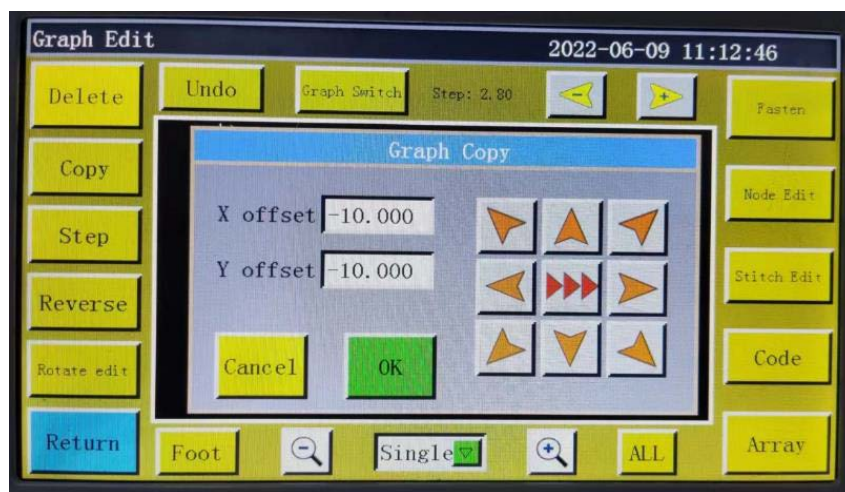 Graph Edit
2022-06-09 11:12:46
Delete
Undo
Graph Switch
Step: 2.80
-
+
Fasten
Copy
Graph Copy
Node Edit
X offset -10.000
Step
Y offset -10.000
Stitch Edit
Reverse
Rotate edit
Cancel
OK
Code
Return
Foot
Single
ALL
Array